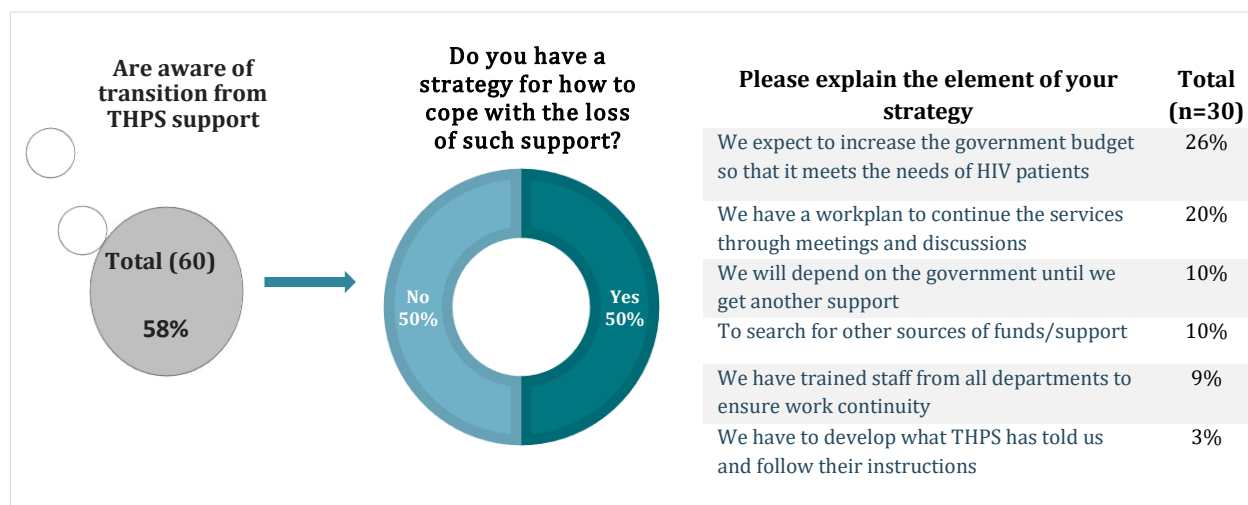 Are aware of
transition from
THPS support
Total (60)
58%
Do you have a
strategy for how to
cope with the loss
of such support?
No
50%
Yes
50%
Please explain the element of your
strategy
Total
(n=30)
We expect to increase the government budget
so that it meets the needs of HIV patients
26%
We have a workplan to continue the services
through meetings and discussions
20%
We will depend on the government until we
get another support
10%
To search for other sources of funds/support
10%
We have trained staff from all departments to
ensure work continuity
9%
We have to develop what THPS has told us
and follow their instructions
3%